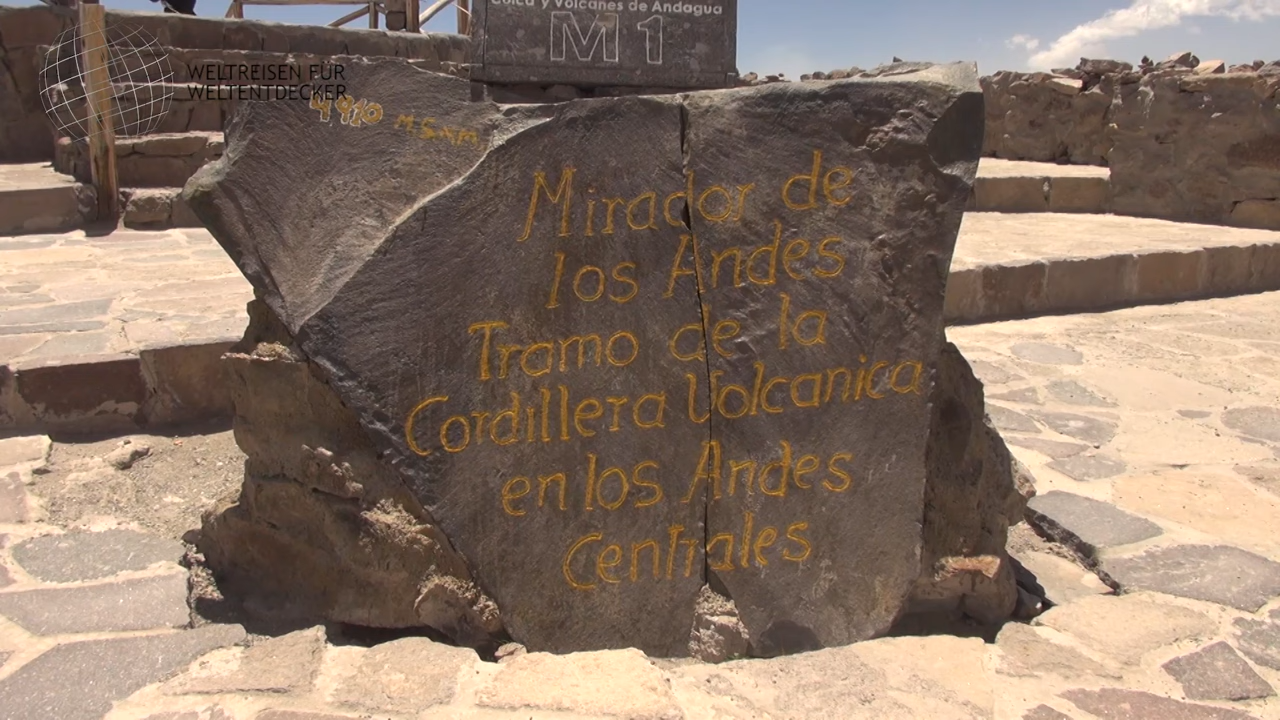 Colca y Volcanes de Andagua
M1
WELTREISEN FÜR
WELTENTDECKER
4910 M.S.N.M
Mirador de
los Andes
Tramo de la
Cordillera Volcanica
en los Andes
Centrales